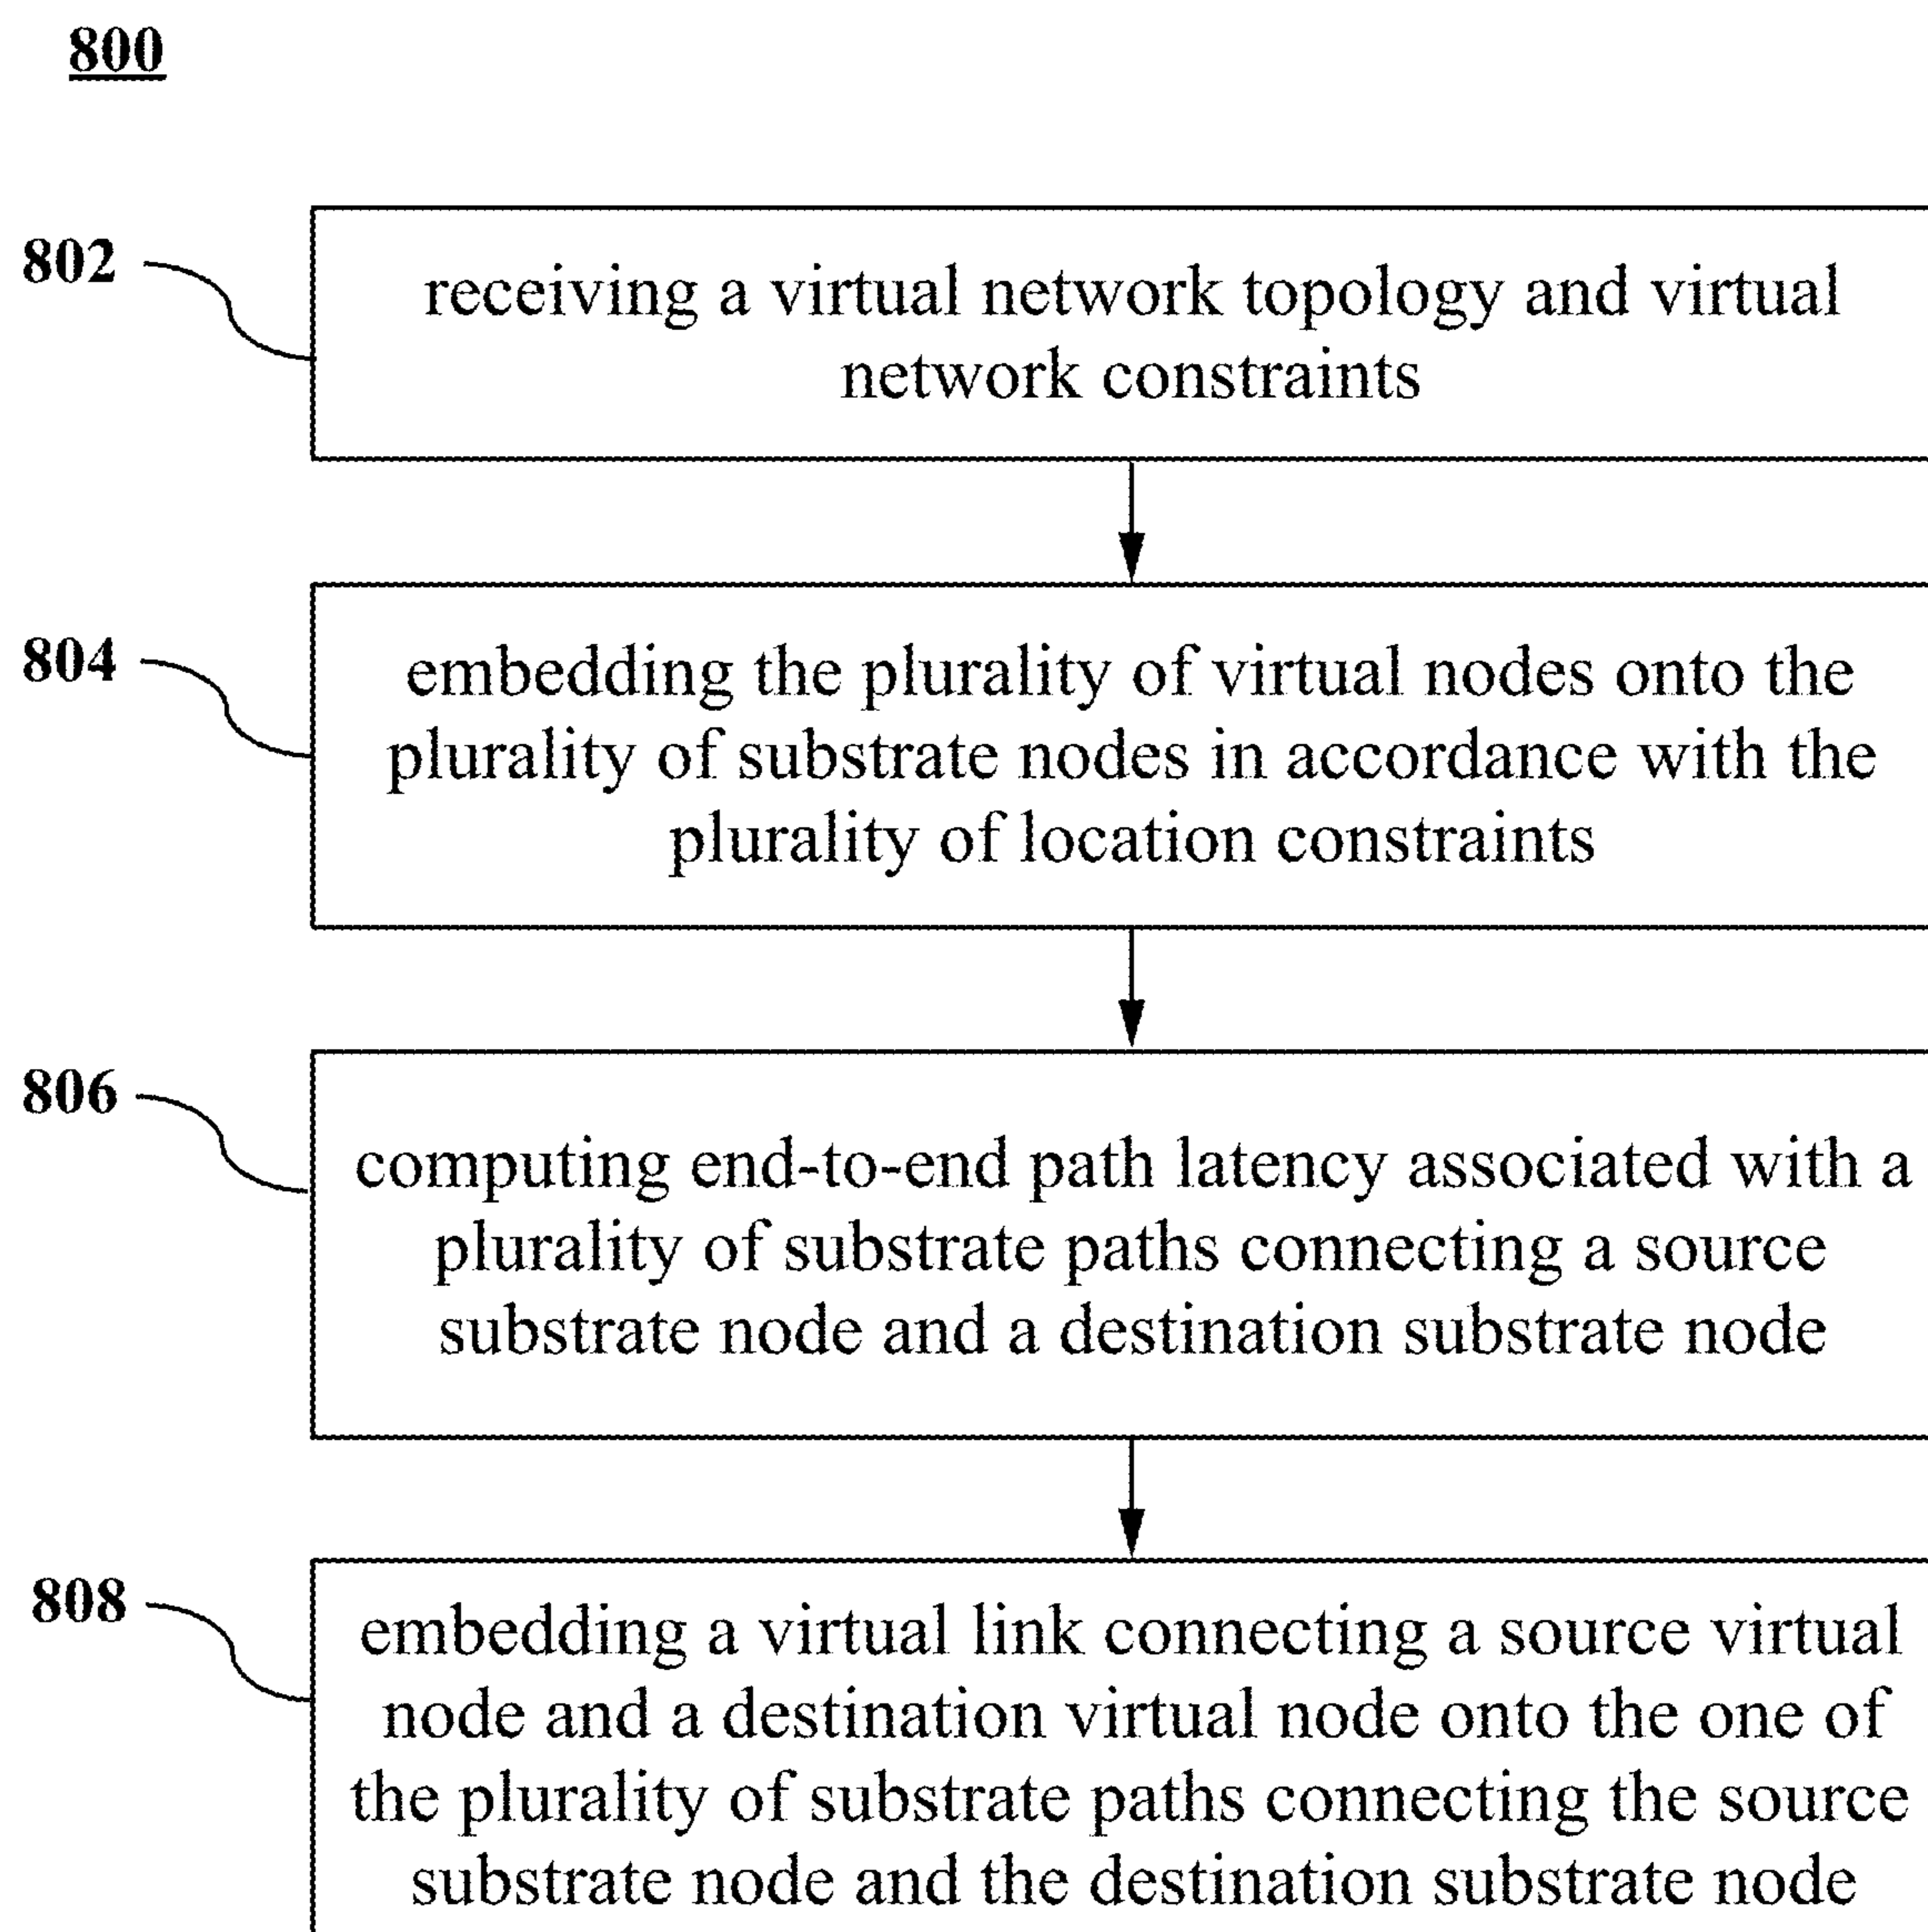 800
802
receiving a virtual network topology and virtual
network constraints
804
embedding the plurality of virtual nodes onto the
plurality of substrate nodes in accordance with the
plurality of location constraints
806
computing end-to-end path latency associated with a
plurality of substrate paths connecting a source
substrate node and a destination substrate node
808
embedding a virtual link connecting a source virtual
node and a destination virtual node onto the one of
the plurality of substrate paths connecting the source
substrate node and the destination substrate node